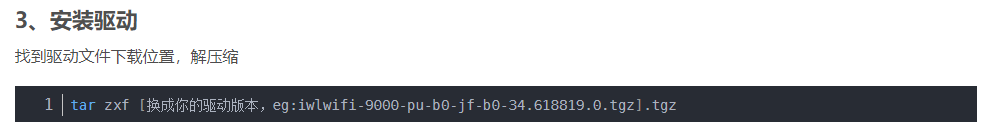 3、安装驱动
找到驱动文件下载位置，解压缩
1 tar zxf [换成你的驱动版本，eg:iwlwifi-9000-pu-b0-jf-b0-34.618819.0.tgz].tgz